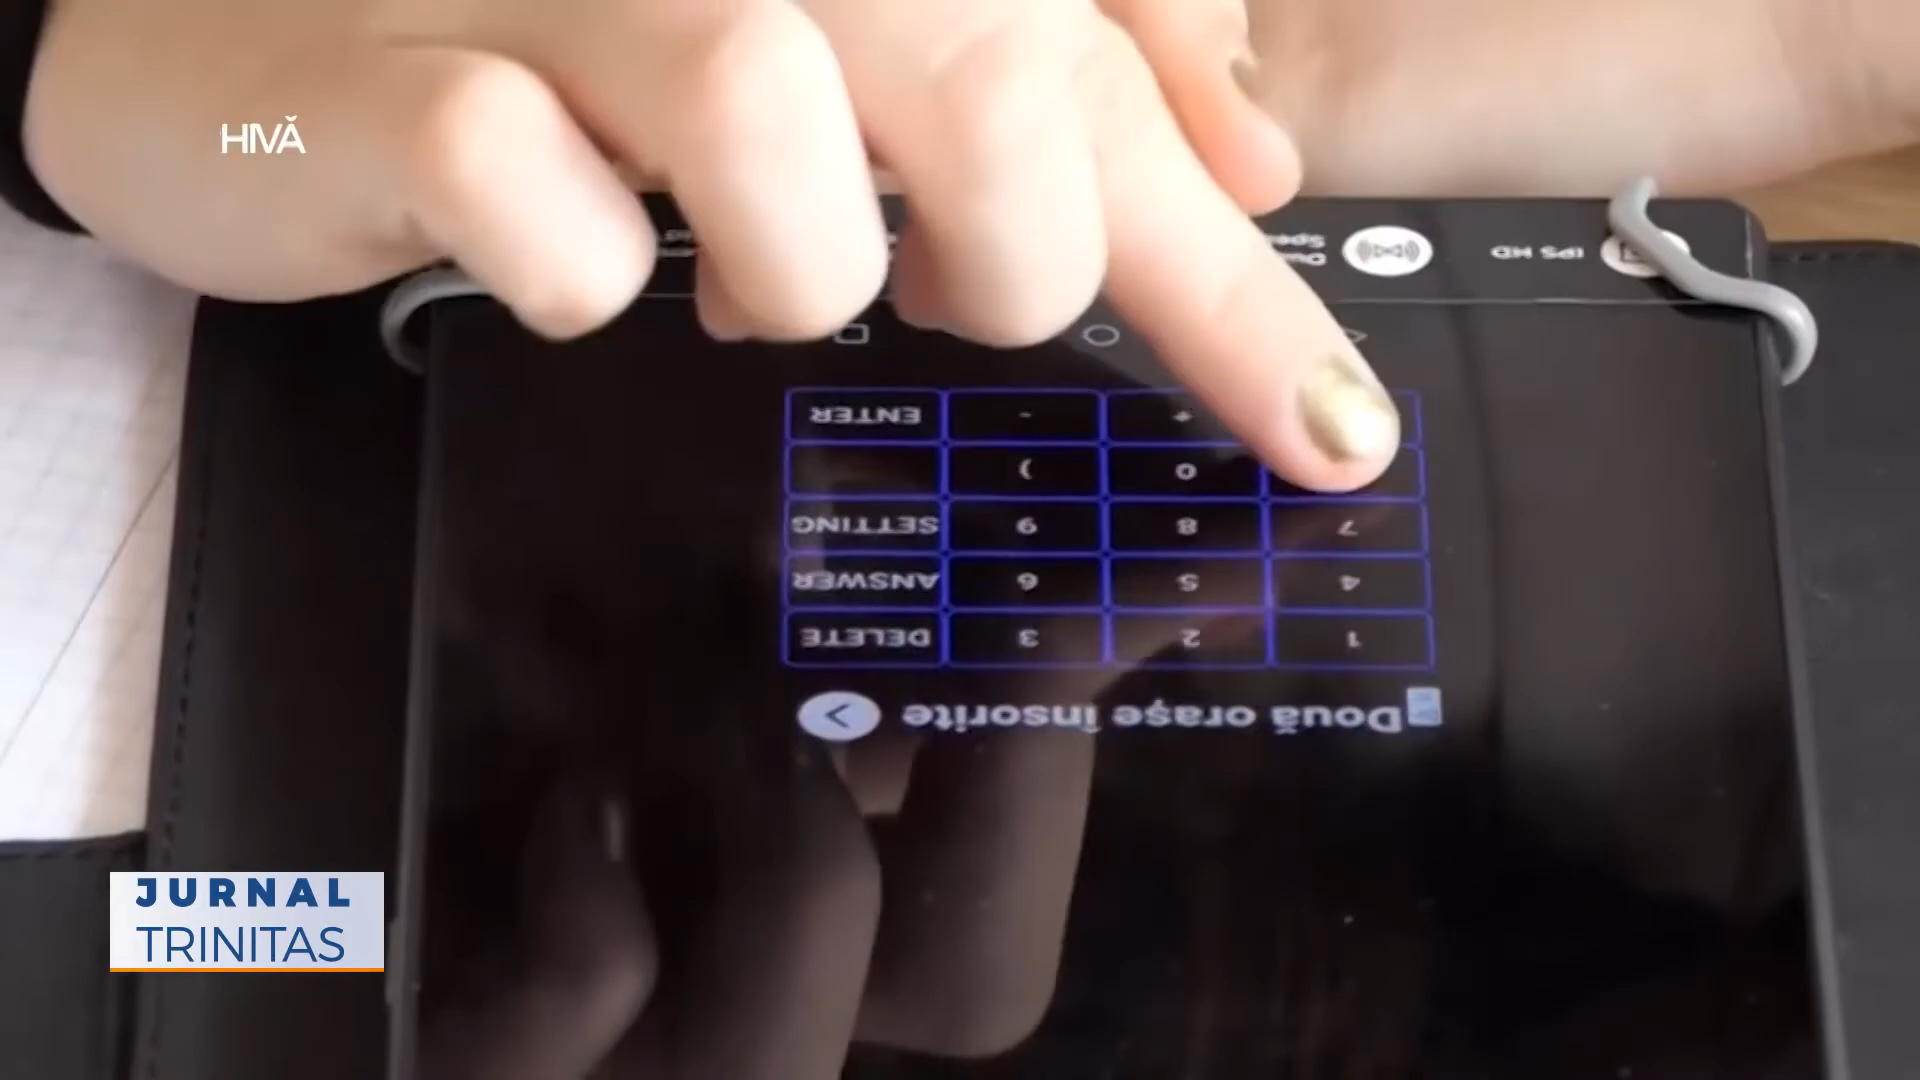 HIVĂ
IPS HD
Două orașe însorite
1 2 3 DELETE
4 5 6 ANSWER
7 8 9 SETTING
0 )
+ - ENTER
JURNAL
TRINITAS